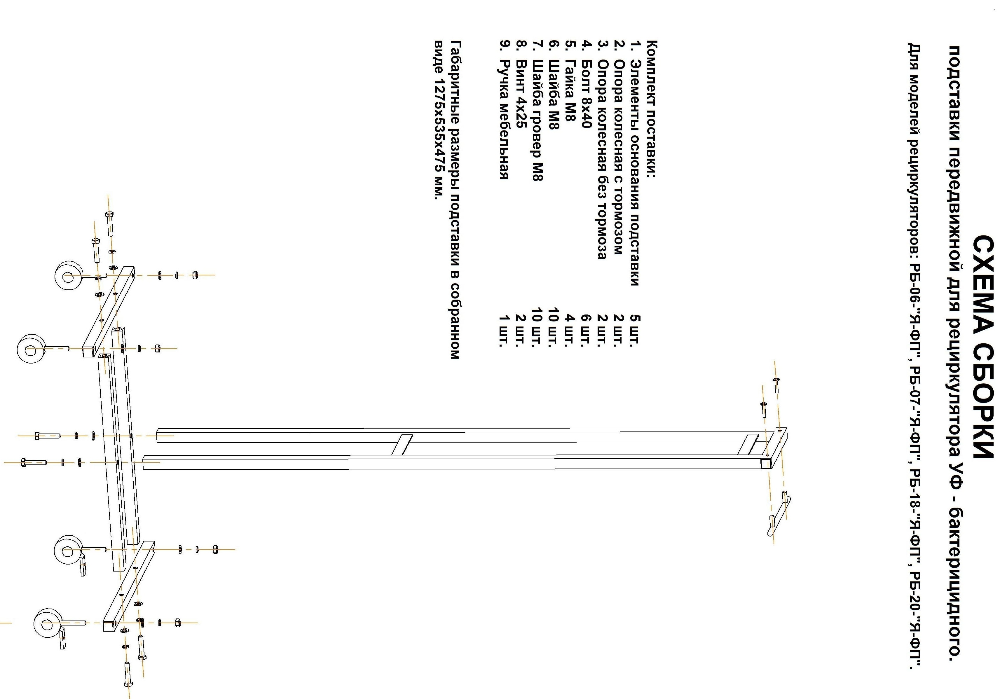 СХЕМА СБОРКИ
подставки передвижной для рециркулятора УФ - бактерицидного.
Для моделей рециркуляторов: РБ-06-"Я-ФП", РБ-07-"Я-ФП", РБ-18-"Я-ФП", РБ-20-"Я-ФП".
Комплект поставки:
1. Элементы основания подставки 5 шт.
2. Опора колесная с тормозом 2 шт.
3. Опора колесная без тормоза 2 шт.
4. Болт 8х40 6 шт.
5. Гайка М8 4 шт.
6. Шайба М8 10 шт.
7. Шайба гровер М8 10 шт.
8. Винт 4х25 2 шт.
9. Ручка мебельная 1 шт.
Габаритные размеры подставки в собранном
виде 1275х535х475 мм.